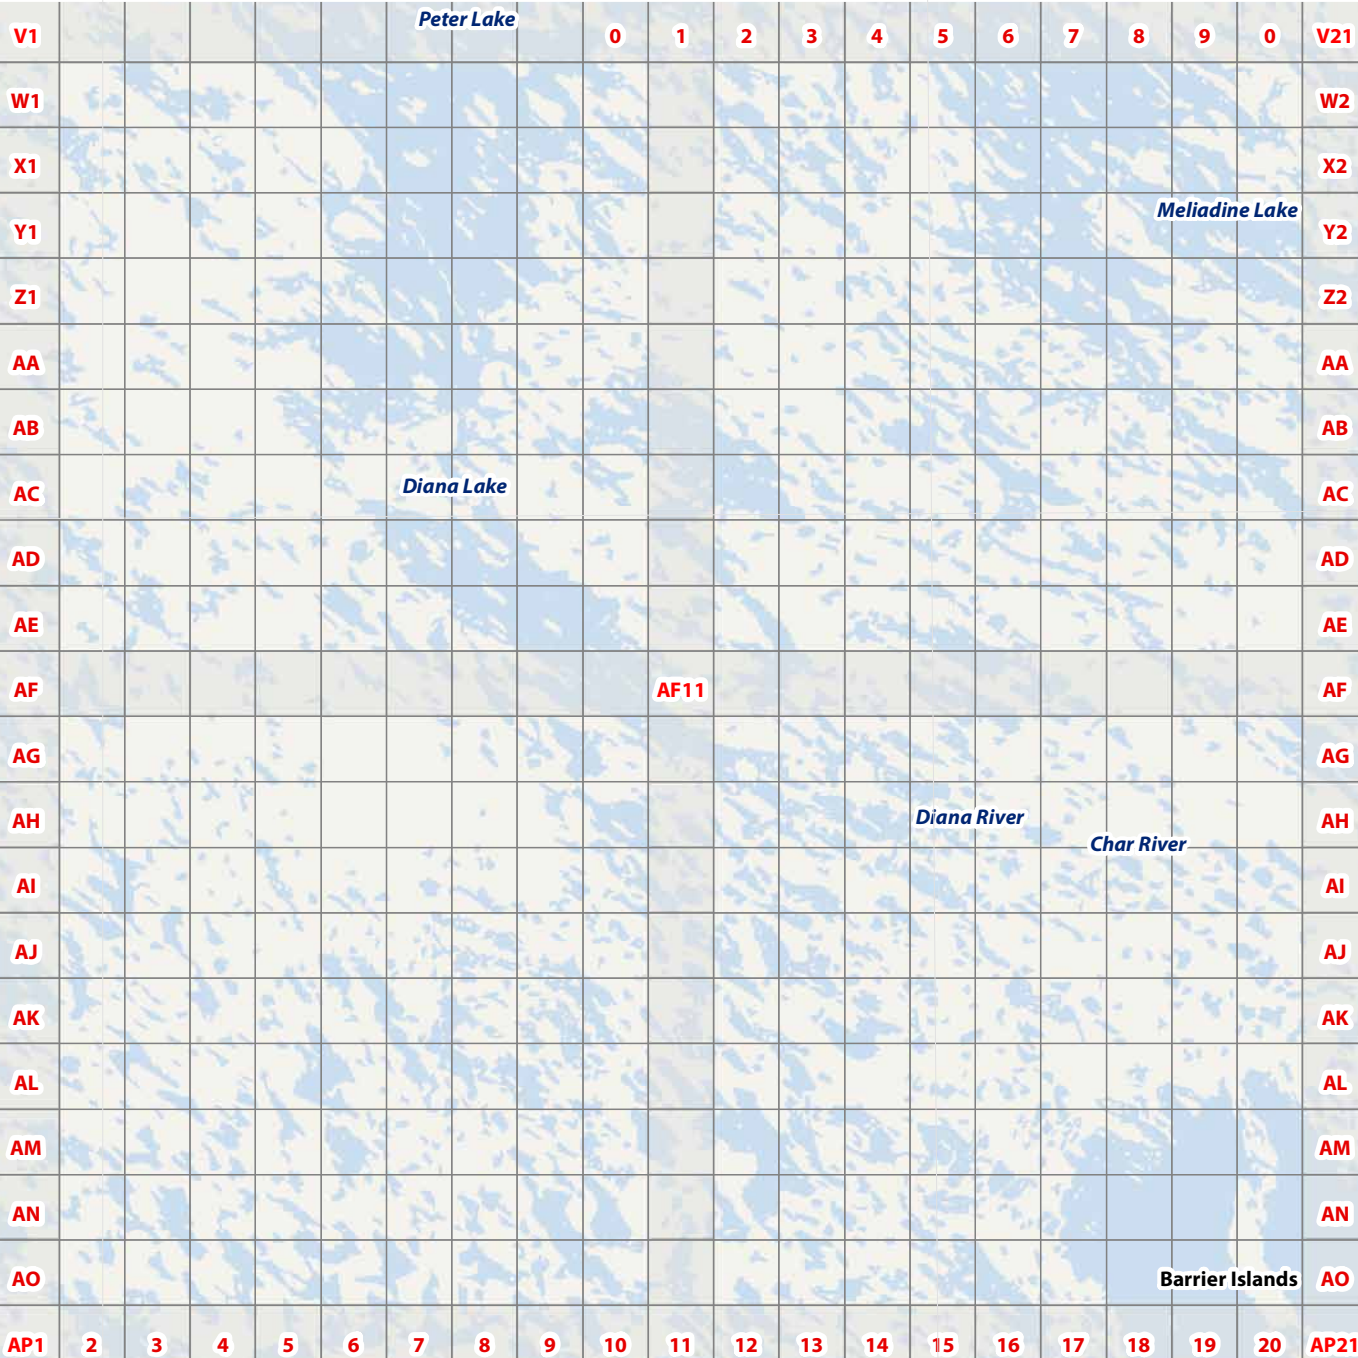 Peter Lake
V1 0 1 2 3 4 5 6 7 8 9 0 V21
W1 W2
X1 X2
Meliadine Lake
Y1 Y2
Z1 Z2
AA AA
AB AB
Diana Lake
AC AC
AD AD
AE AE
AF AF11 AF
AG AG
Diana River
AH AH
Char River
AI AI
AJ AJ
AK AK
AL AL
AM AM
AN AN
AO Barrier Islands AO
AP1 2 3 4 5 6 7 8 9 10 11 12 13 14 15 16 17 18 19 20 AP21